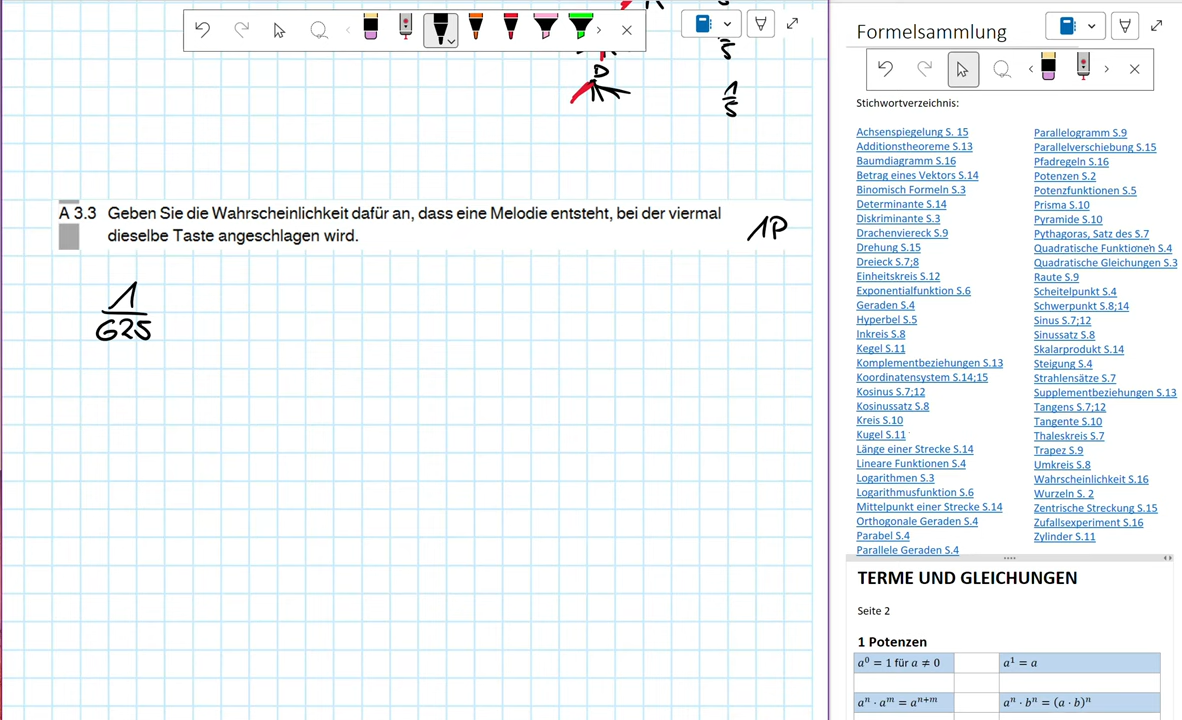 D
5
1
5
A 3.3 Geben Sie die Wahrscheinlichkeit dafür an, dass eine Melodie entsteht, bei der viermal
dieselbe Taste angeschlagen wird.
1P
1
625
Formelsammlung
Stichwortverzeichnis:
Achsenspiegelung S. 15
Additionstheoreme S.13
Baumdiagramm S.16
Betrag eines Vektors S.14
Binomisch Formeln S.3
Determinante S.14
Diskriminante S.3
Drachenviereck S.9
Drehung S.15
Dreieck S.7;8
Einheitskreis S.12
Exponentialfunktion S.6
Geraden S.4
Hyperbel S.5
Inkreis S.8
Kegel S.11
Komplementbeziehungen S.13
Koordinatensystem S.14;15
Kosinus S.7;12
Kosinussatz S.8
Kreis S.10
Kugel S.11
Länge einer Strecke S.14
Lineare Funktionen S.4
Logarithmen S.3
Logarithmusfunktion S.6
Mittelpunkt einer Strecke S.14
Orthogonale Geraden S.4
Parabel S.4
Parallele Geraden S.4
Parallelogramm S.9
Parallelverschiebung S.15
Pfadregeln S.16
Potenzen S.2
Potenzfunktionen S.5
Prisma S.10
Pyramide S.10
Pythagoras, Satz des S.7
Quadratische Funktionen S.4
Quadratische Gleichungen S.3
Raute S.9
Scheitelpunkt S.4
Schwerpunkt S.8;14
Sinus S.7;12
Sinussatz S.8
Skalarprodukt S.14
Steigung S.4
Strahlensätze S.7
Supplementbeziehungen S.13
Tangens S.7;12
Tangente S.10
Thaleskreis S.7
Trapez S.9
Umkreis S.8
Wahrscheinlichkeit S.16
Wurzeln S. 2
Zentrische Streckung S.15
Zufallsexperiment S.16
Zylinder S.11
TERME UND GLEICHUNGEN
Seite 2
1 Potenzen
a⁰ = 1 für a ≠ 0
a¹ = a
aⁿ · aᵐ = aⁿ⁺ᵐ
aⁿ · bⁿ = (a · b)ⁿ